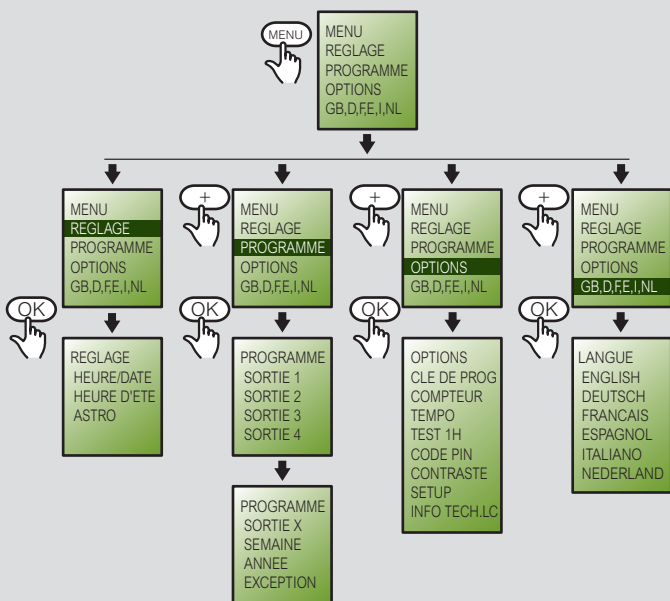 MENU
MENU
REGLAGE
PROGRAMME
OPTIONS
GB,D,F,E,I,NL
MENU
REGLAGE
PROGRAMME
OPTIONS
GB,D,F,E,I,NL
OK
REGLAGE
HEURE/DATE
HEURE D'ETE
ASTRO
+
MENU
REGLAGE
PROGRAMME
OPTIONS
GB,D,F,E,I,NL
OK
PROGRAMME
SORTIE 1
SORTIE 2
SORTIE 3
SORTIE 4
PROGRAMME
SORTIE X
SEMAINE
ANNEE
EXCEPTION
+
MENU
REGLAGE
PROGRAMME
OPTIONS
GB,D,F,E,I,NL
OK
OPTIONS
CLE DE PROG
COMPTEUR
TEMPO
TEST 1H
CODE PIN
CONTRASTE
SETUP
INFO TECH.LC
+
MENU
REGLAGE
PROGRAMME
OPTIONS
GB,D,F,E,I,NL
OK
LANGUE
ENGLISH
DEUTSCH
FRANCAIS
ESPAGNOL
ITALIANO
NEDERLAND